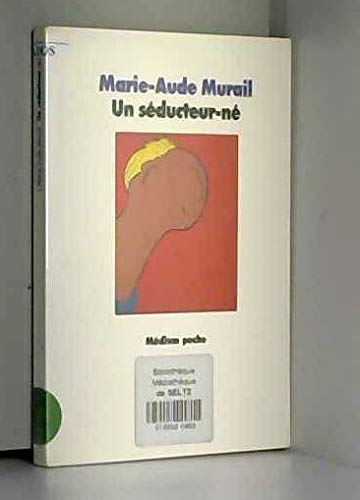 Marie-Aude Murail
Un séducteur-né
Médium poche
Bibliothèque
Médiathèque
de SELTZ